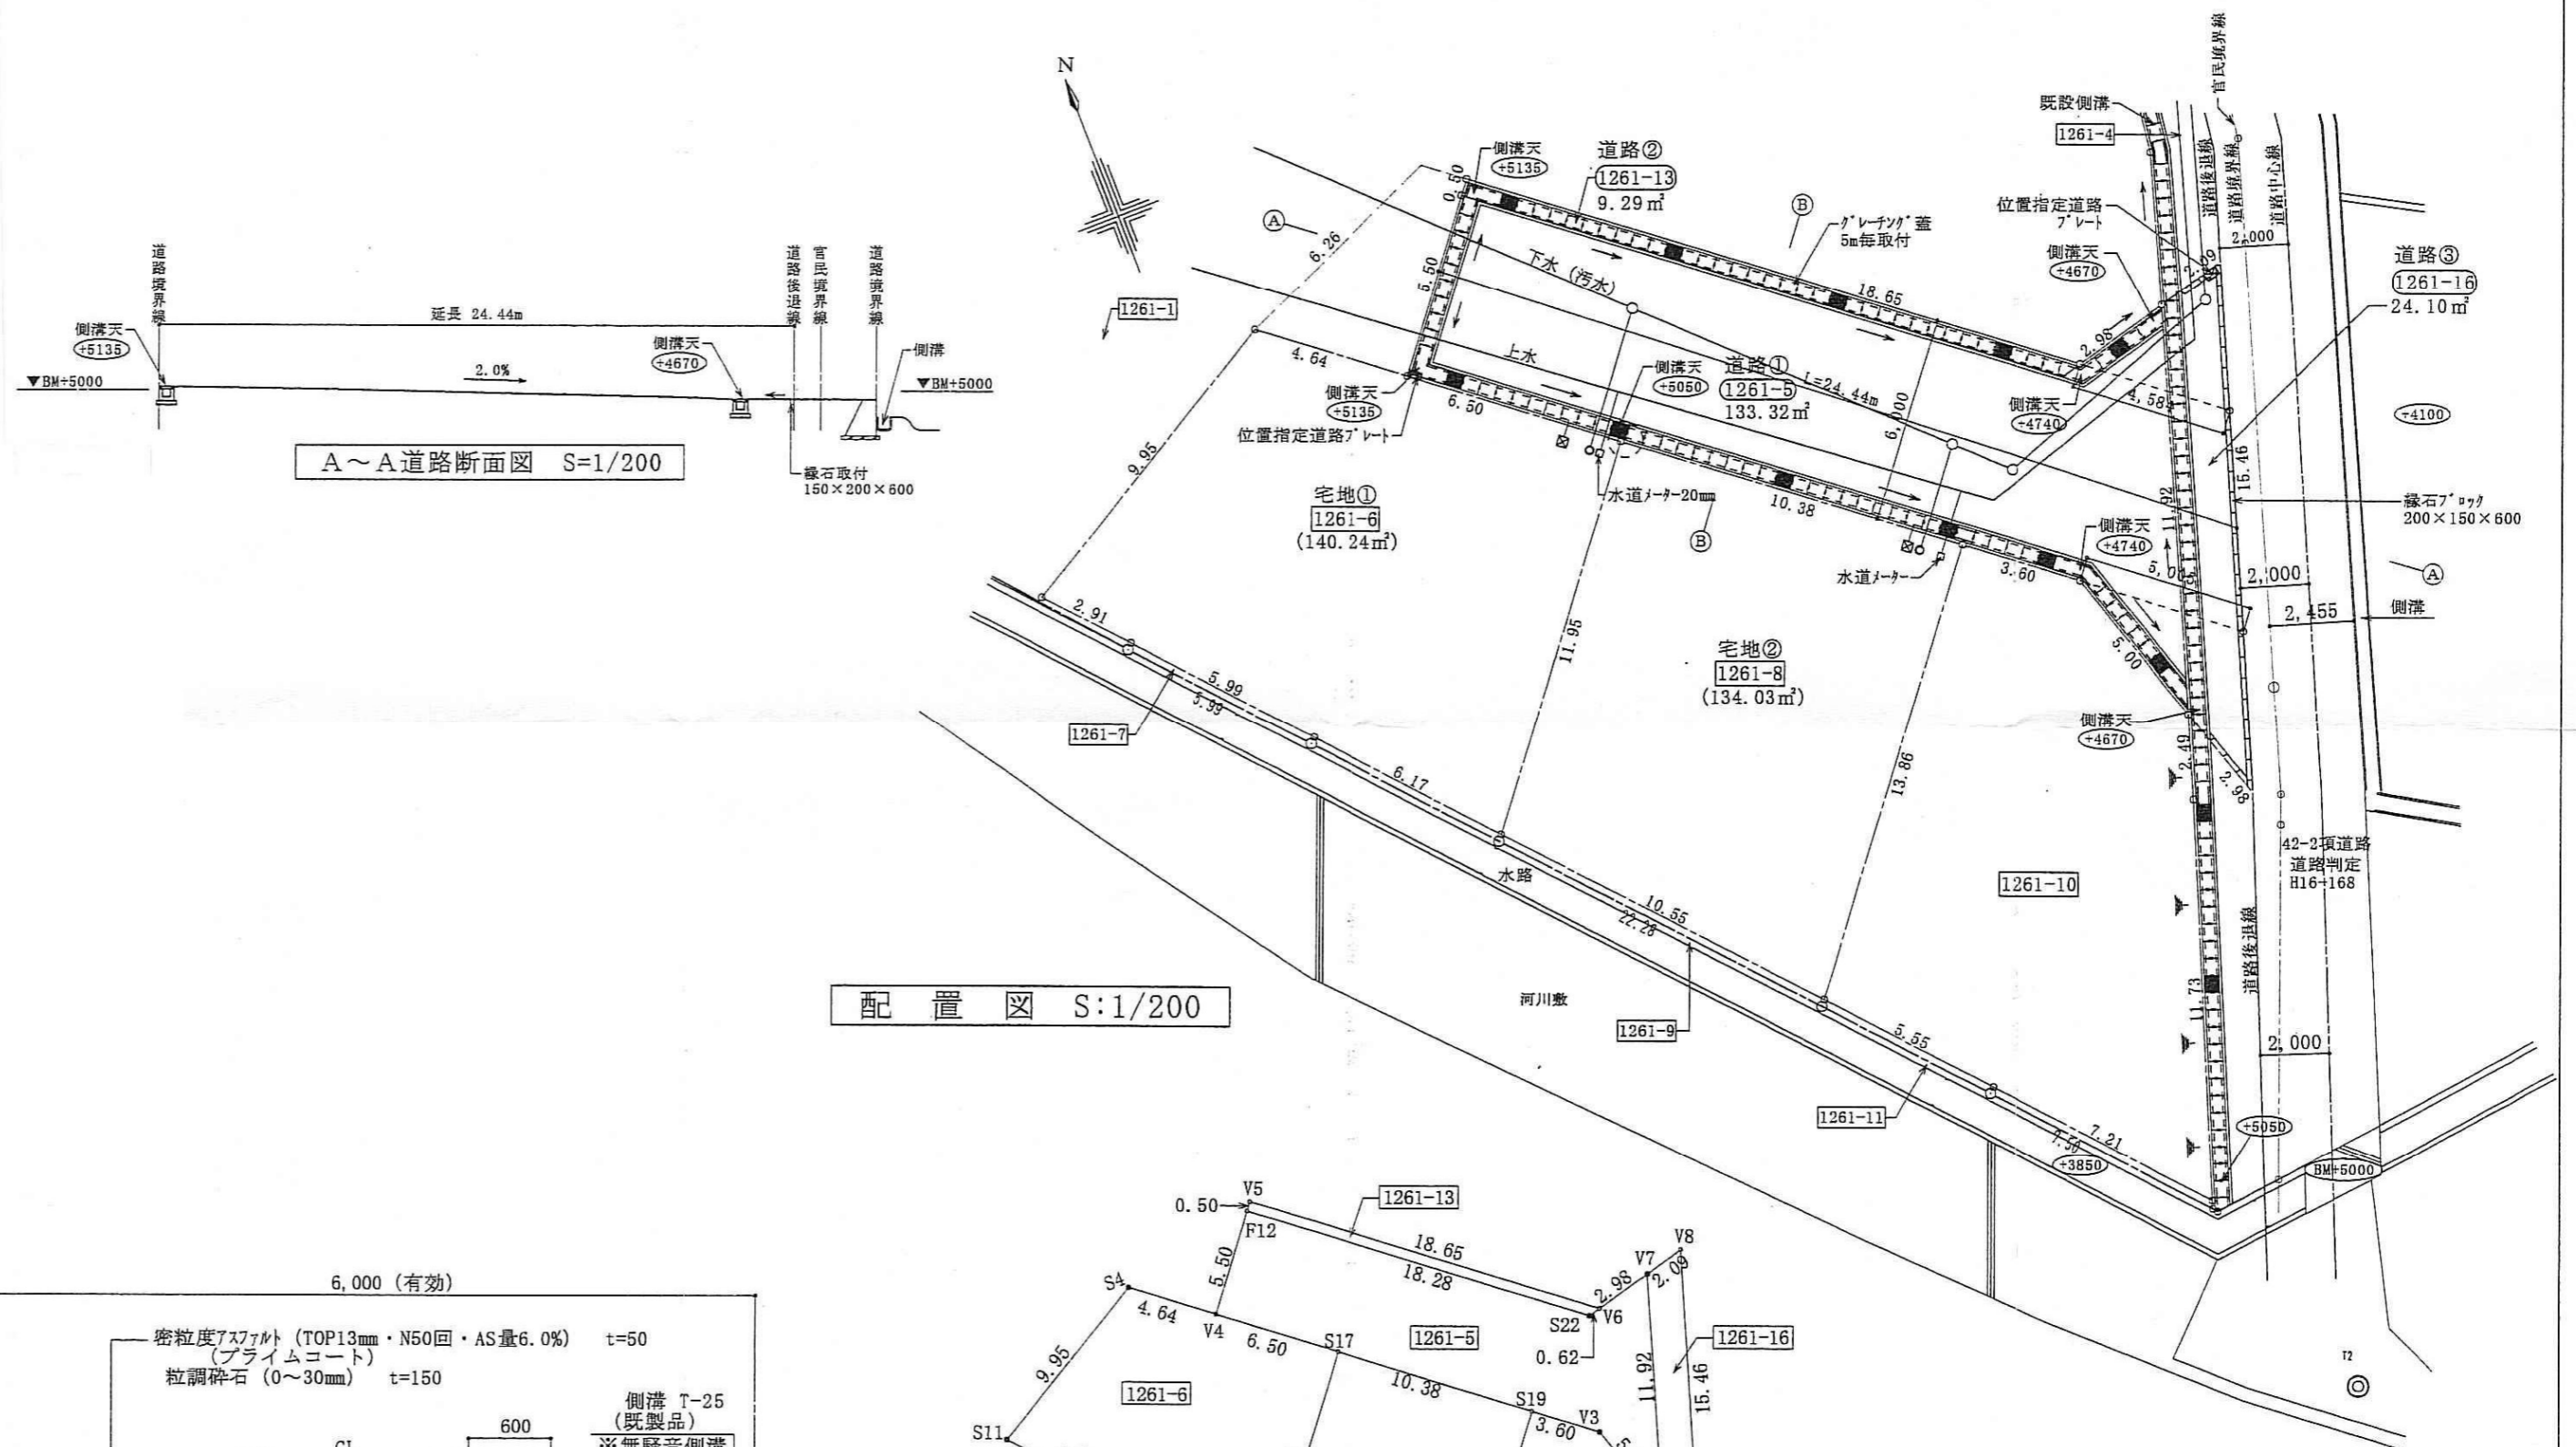 道路境界線
道路後退線
官民境界線
道路境界線
延長 24.44m
側溝天
+5135
側溝天
+4670
側溝
▼BM+5000
2.0%
▼BM+5000
A～A道路断面図 S=1/200
縁石取付
150×200×600
N
官民境界線
既設側溝
1261-4
道路後退線
道路境界線
道路中心線
側溝天
+5135
道路②
1261-13
9.29㎡
0.50
Ⓐ
6.26
Ⓑ
グレーチング蓋
5m毎取付
位置指定道路
プレート
側溝天
+4670
2,000
2.09
道路③
1261-16
24.10㎡
下水（汚水）
18.65
5.50
1261-1
4.64
上水
側溝天
+5050
道路①
1261-5
133.32㎡
L=24.44m
2.98
4.58
側溝天
+4740
+4100
側溝天
+5135
位置指定道路プレート
6.50
6,000
15.46
11.92
縁石ブロック
200×150×600
9.95
宅地①
1261-6
(140.24㎡)
水道メーター20mm
10.38
Ⓑ
側溝天
+4740
水道メーター
3.60
2,000
Ⓐ
2,455
側溝
2.91
11.95
宅地②
1261-8
(134.03㎡)
5.00
5.99
5.99
1261-7
側溝天
+4670
2.49
2.98
6.17
13.86
42-2項道路
道路判定
H16-168
水路
1261-10
10.55
22.28
道路後退線
配置図 S:1/200
河川敷
1261-9
11.73
5.55
2,000
1261-11
+5050
7.21
7.50
+3850
BM+5000
V5
1261-13
0.50
F12
18.65
18.28
V8
V7
2.09
2.98
5.50
S4
4.64
V4
6.50
S17
1261-5
S22
V6
0.62
1261-16
11.92
15.46
9.95
1261-6
10.38
S19
3.60
V3
S11
T2
6,000（有効）
密粒度アスファルト（TOP13mm・N50回・AS量6.0%） t=50
（プライムコート）
粒調砕石（0～30mm） t=150
側溝 T-25
（既製品）
600
※無騒音側溝